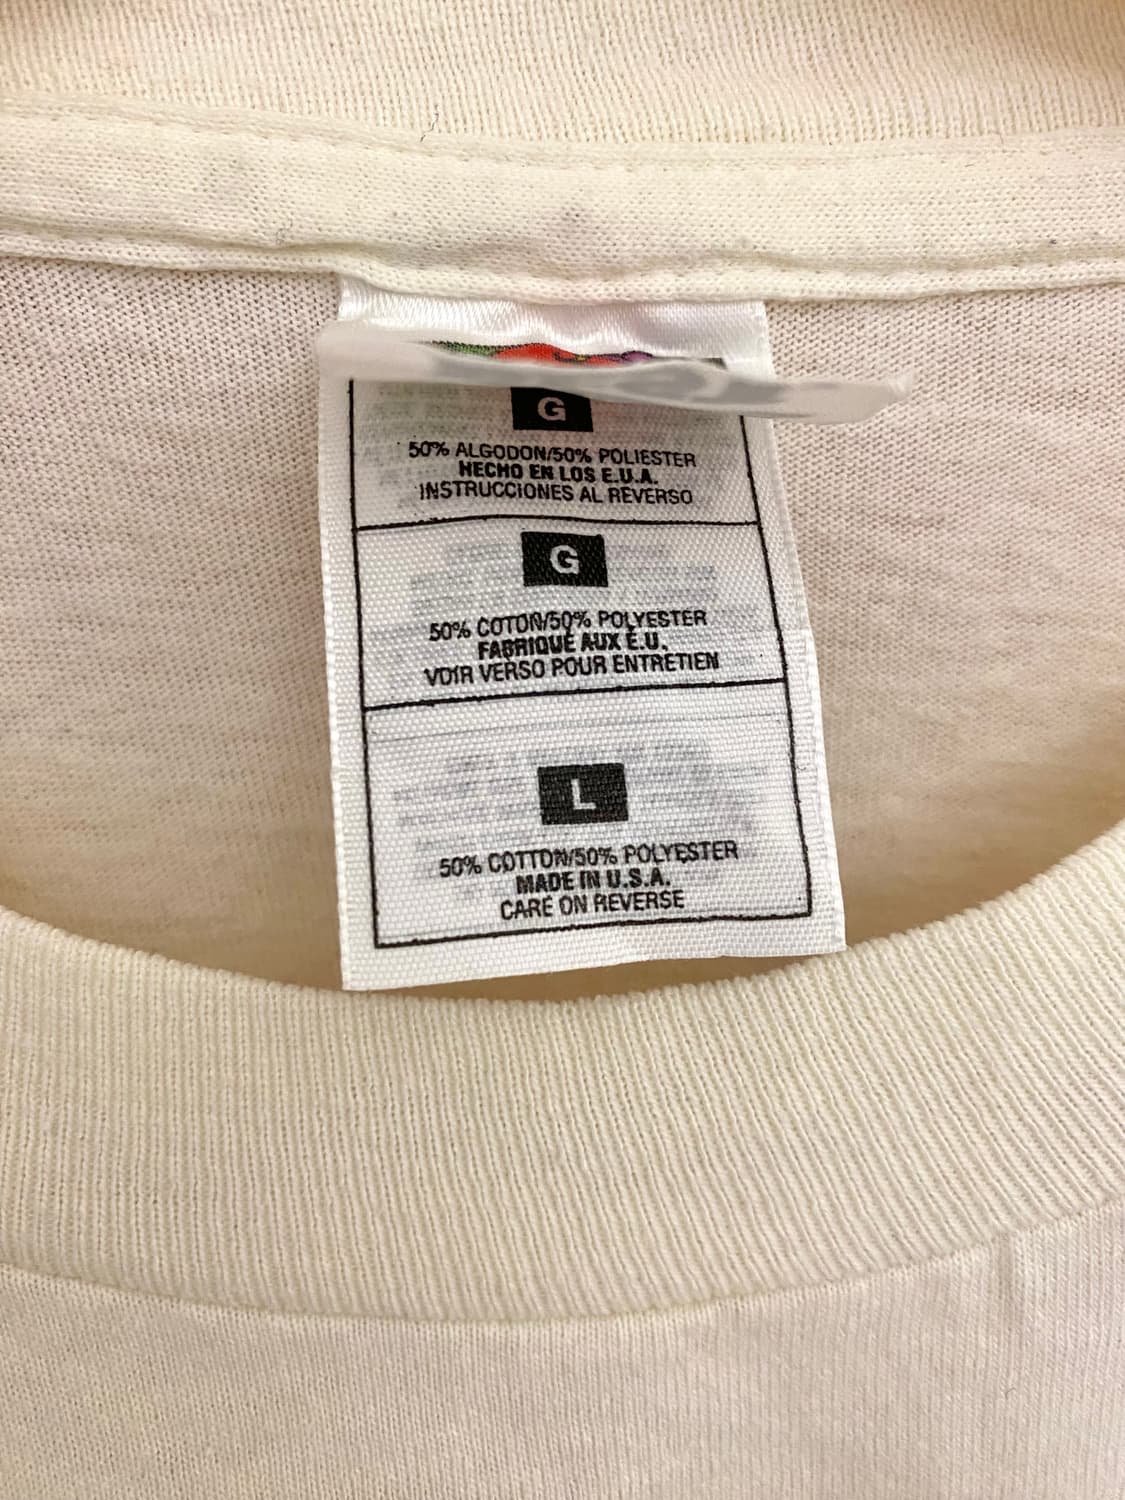 G
50% ALGODON/50% POLIESTER
HECHO EN LOS E.U.A.
INSTRUCCIONES AL REVERSO
G
50% COTON/50% POLYESTER
FABRIQUÉ AUX É.U.
VOIR VERSO POUR ENTRETIEN
L
50% COTTON/50% POLYESTER
MADE IN U.S.A.
CARE ON REVERSE